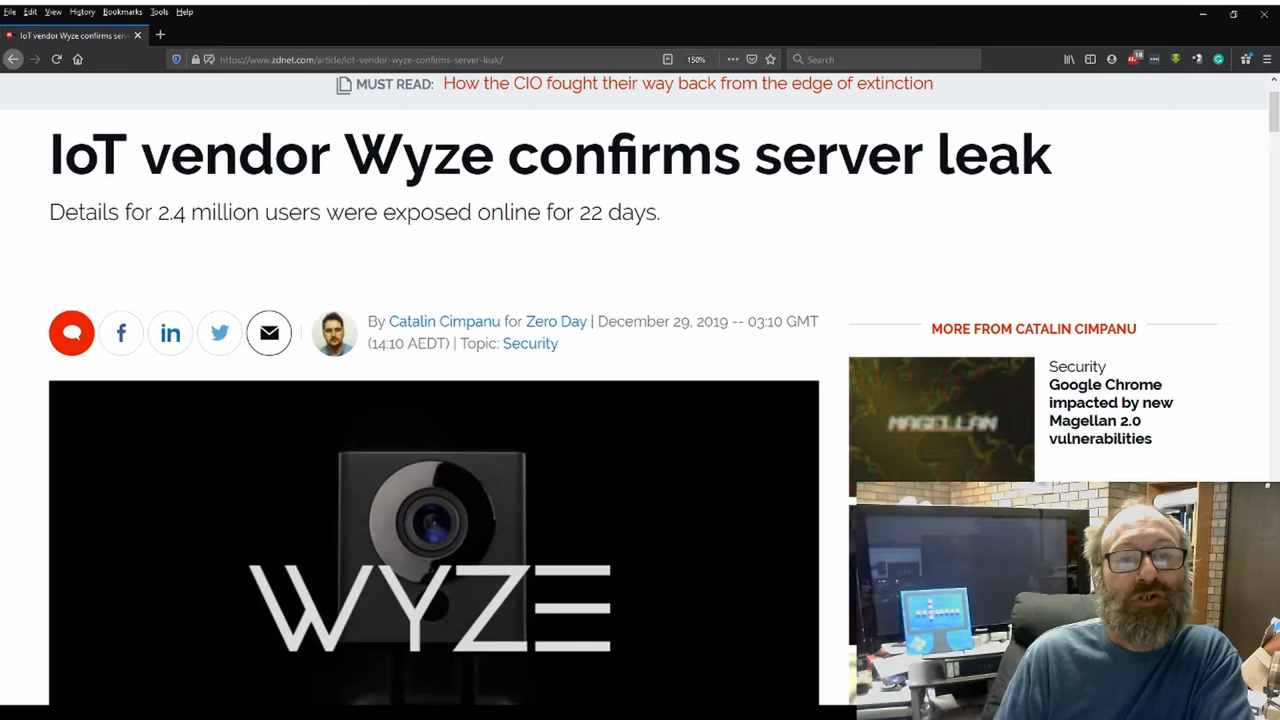 File Edit View History Bookmarks Tools Help
IoT vendor Wyze confirms serv
https://www.zdnet.com/article/iot-vendor-wyze-confirms-server-leak/
150%
Search
18
MUST READ: How the CIO fought their way back from the edge of extinction
IoT vendor Wyze confirms server leak
Details for 2.4 million users were exposed online for 22 days.
By Catalin Cimpanu for Zero Day | December 29, 2019 -- 03:10 GMT
(14:10 AEDT) | Topic: Security
MORE FROM CATALIN CIMPANU
Security
Google Chrome
impacted by new
Magellan 2.0
vulnerabilities
MAGELLAN
WYZE